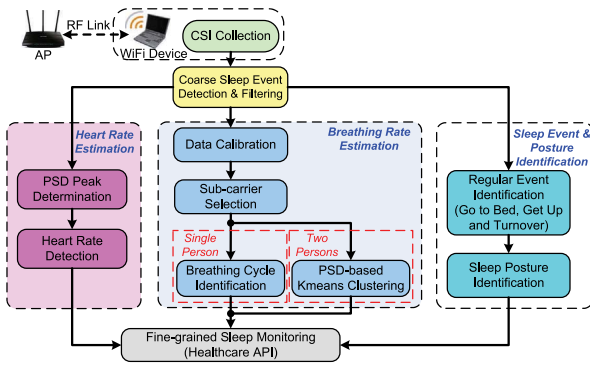 RF Link
AP
WiFi Device
CSI Collection
Coarse Sleep Event
Detection & Filtering
Heart Rate
Estimation
PSD Peak
Determination
Heart Rate
Detection
Breathing Rate
Estimation
Data Calibration
Sub-carrier
Selection
Single
Person
Breathing Cycle
Identification
Two
Persons
PSD-based
Kmeans Clustering
Sleep Event &
Posture
Identification
Regular Event
Identification
(Go to Bed, Get Up
and Turnover)
Sleep Posture
Identification
Fine-grained Sleep Monitoring
(Healthcare API)